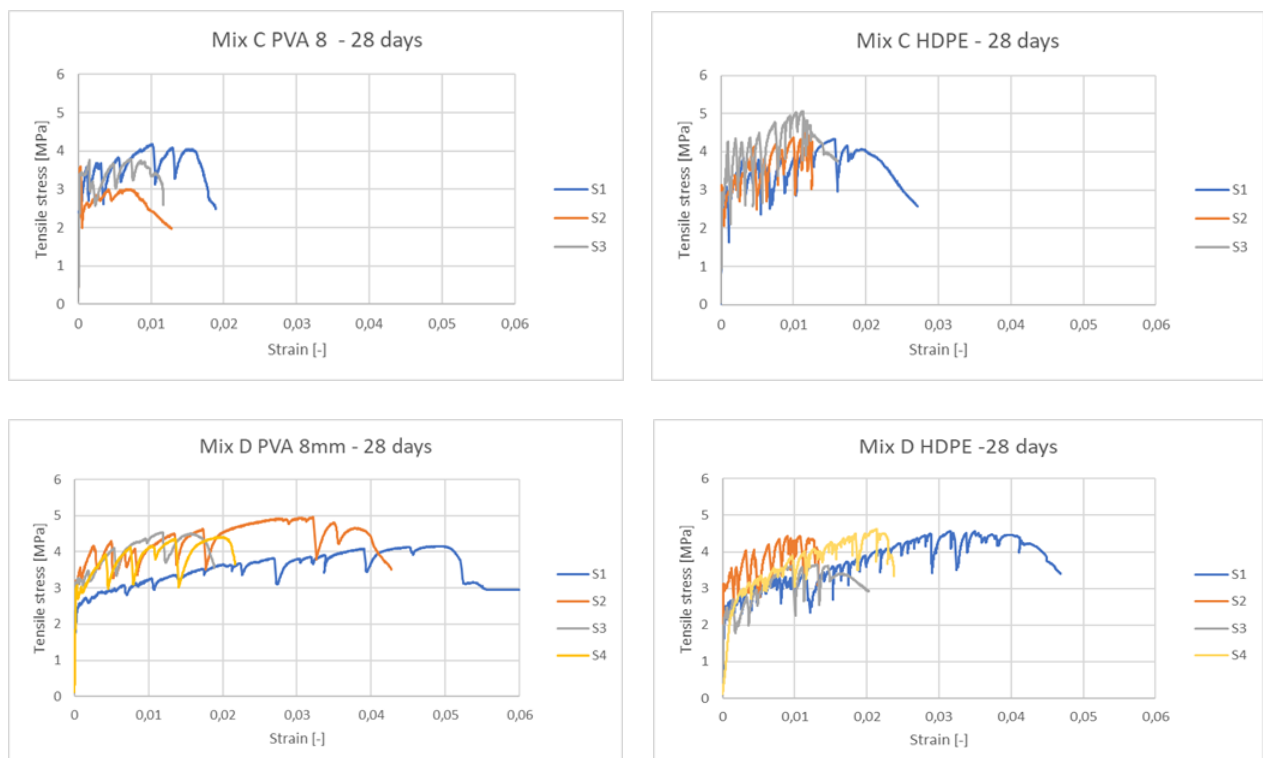 Mix C PVA 8 - 28 days
Tensile stress [MPa]
6
5
4
3
2
1
0
0
0,01
0,02
0,03
0,04
0,05
0,06
Strain [-]
S1
S2
S3
Mix C HDPE - 28 days
Tensile stress [MPa]
6
5
4
3
2
1
0
0
0,01
0,02
0,03
0,04
0,05
0,06
Strain [-]
S1
S2
S3
Mix D PVA 8mm - 28 days
Tensile stress [MPa]
6
5
4
3
2
1
0
0
0,01
0,02
0,03
0,04
0,05
0,06
Strain [-]
S1
S2
S3
S4
Mix D HDPE -28 days
Tensile stress [MPa]
6
5
4
3
2
1
0
0
0,01
0,02
0,03
0,04
0,05
0,06
Strain [-]
S1
S2
S3
S4